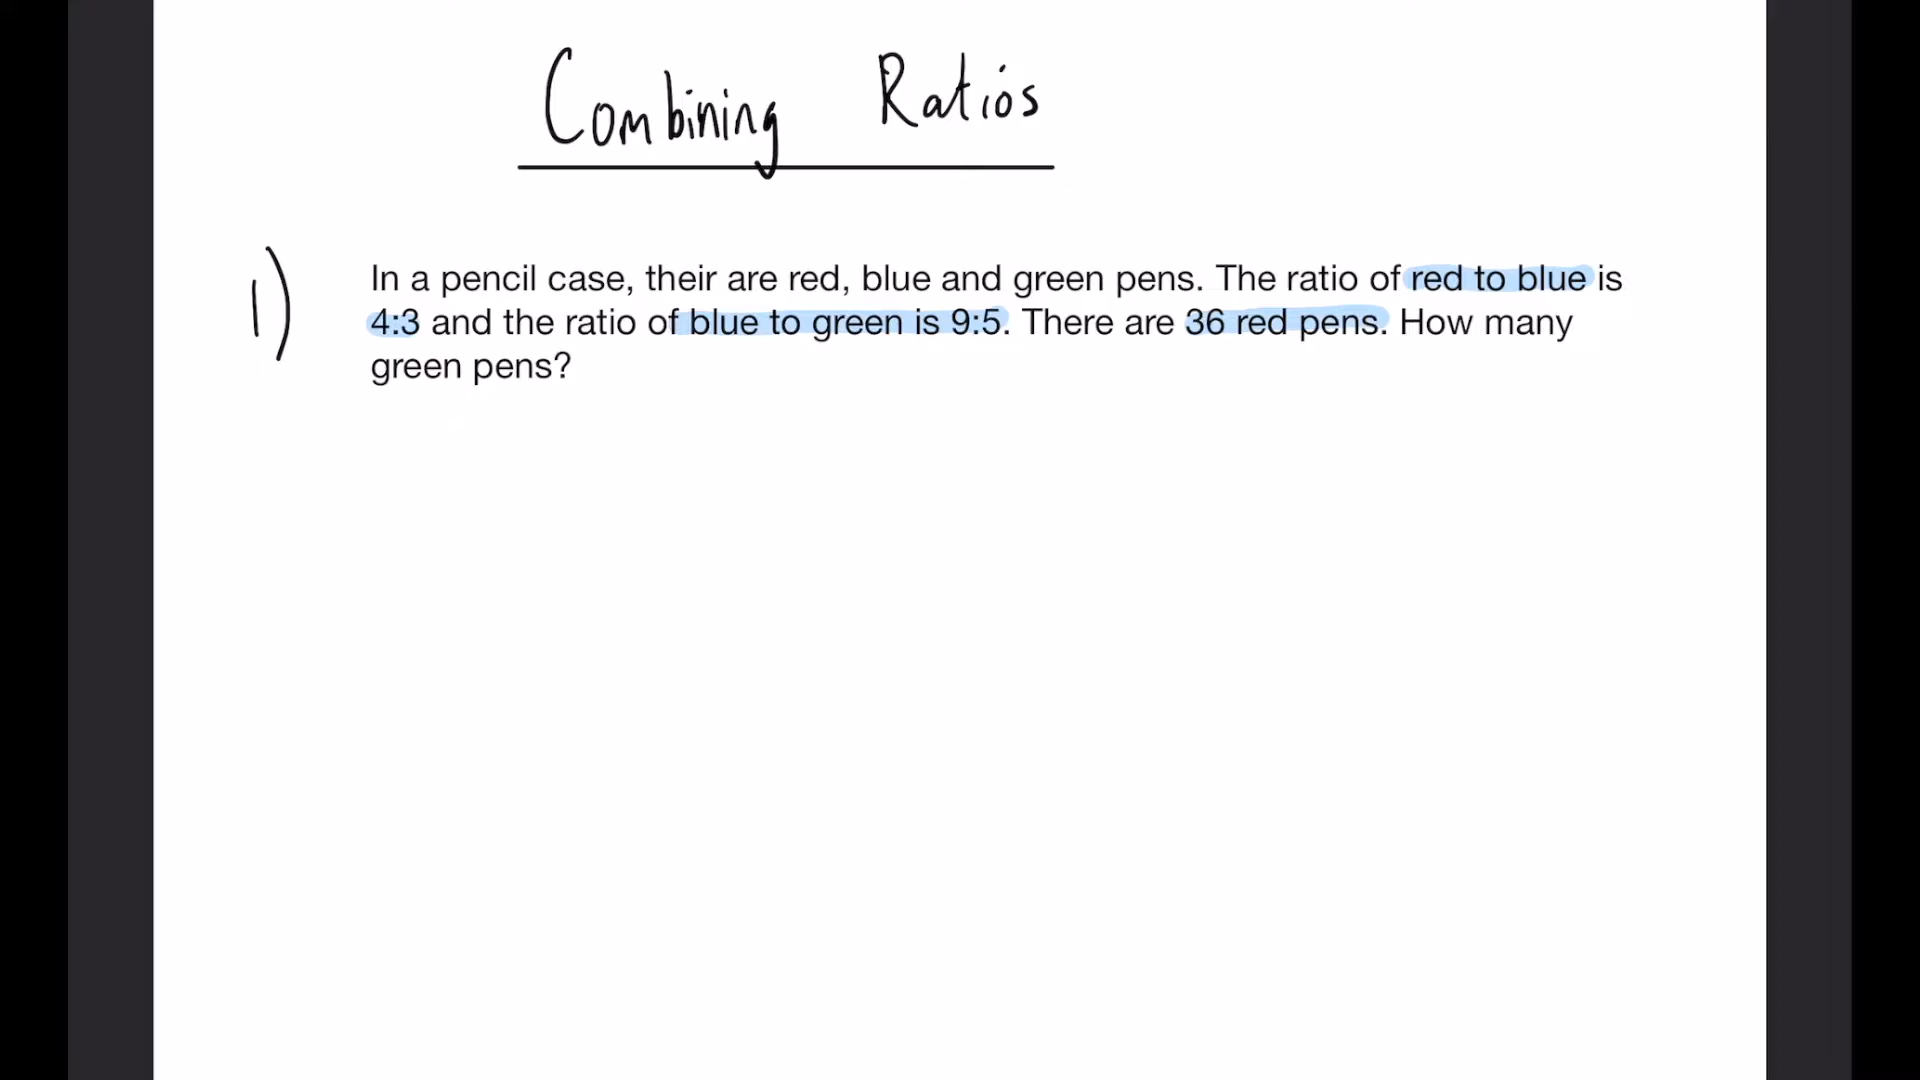 Combining Ratios
1) In a pencil case, their are red, blue and green pens. The ratio of red to blue is
4:3 and the ratio of blue to green is 9:5. There are 36 red pens. How many
green pens?